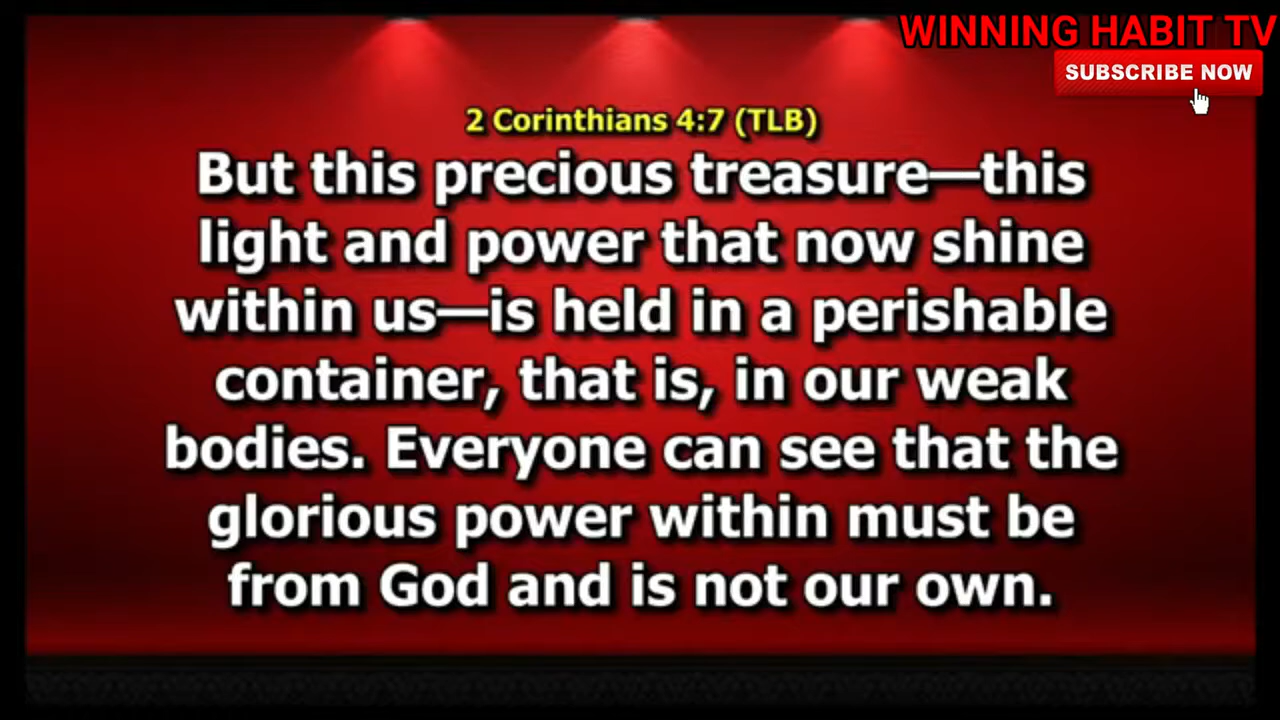 WINNING HABIT TV
SUBSCRIBE NOW
2 Corinthians 4:7 (TLB)
But this precious treasure—this
light and power that now shine
within us—is held in a perishable
container, that is, in our weak
bodies. Everyone can see that the
glorious power within must be
from God and is not our own.